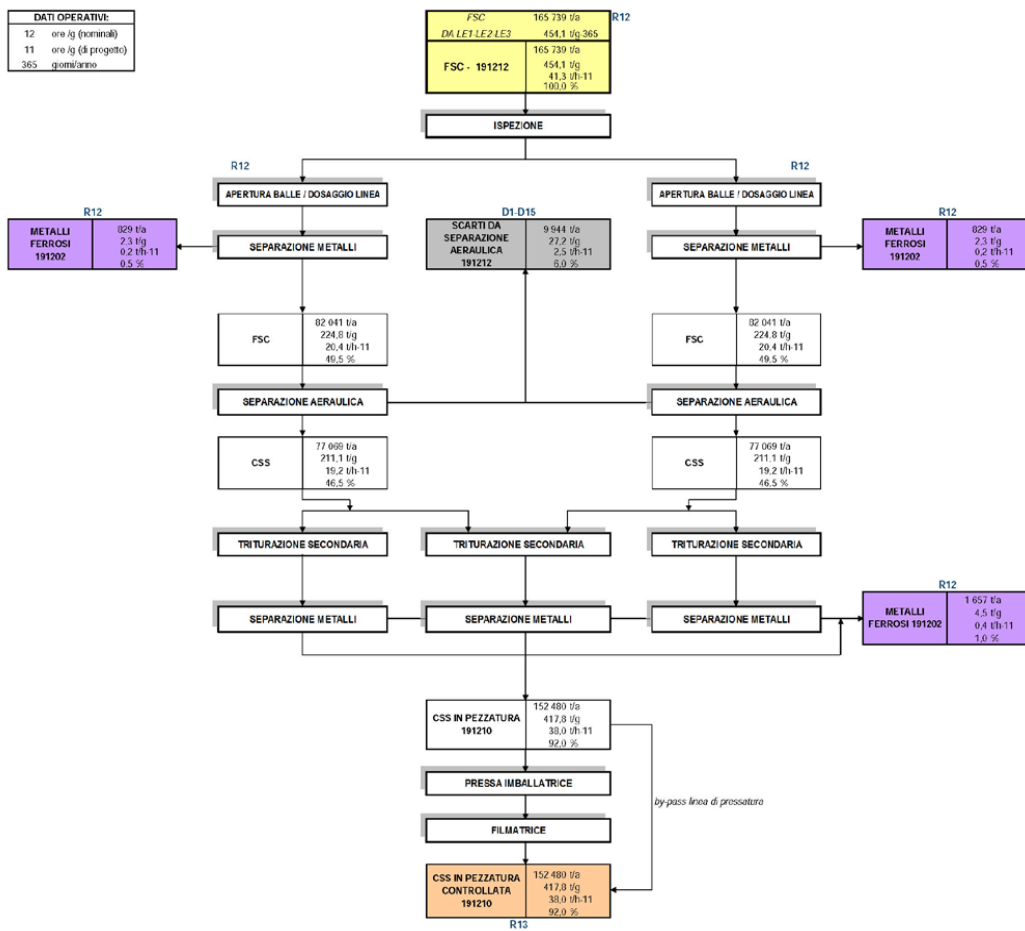 DATI OPERATIVI:
12 ore /g (nominali)
11 ore /g (di progetto)
365 giorni/anno
FSC 165 739 t/a R12
DA LE1-LE2-LE3 454,1 t/g-365
FSC - 191212
165 739 t/a
454,1 t/g
41,3 t/h-11
100,0 %
ISPEZIONE
R12
R12
APERTURA BALLE / DOSAGGIO LINEA
APERTURA BALLE / DOSAGGIO LINEA
R12
METALLI FERROSI 191202
829 t/a
2,3 t/g
0,2 t/h-11
0,5 %
SEPARAZIONE METALLI
D1-D15
SCARTI DA SEPARAZIONE AERAULICA 191212
9 944 t/a
27,2 t/g
2,5 t/h-11
6,0 %
SEPARAZIONE METALLI
R12
METALLI FERROSI 191202
829 t/a
2,3 t/g
0,2 t/h-11
0,5 %
FSC
82 041 t/a
224,8 t/g
20,4 t/h-11
49,5 %
FSC
82 041 t/a
224,8 t/g
20,4 t/h-11
49,5 %
SEPARAZIONE AERAULICA
SEPARAZIONE AERAULICA
CSS
77 069 t/a
211,1 t/g
19,2 t/h-11
46,5 %
CSS
77 069 t/a
211,1 t/g
19,2 t/h-11
46,5 %
TRITURAZIONE SECONDARIA
TRITURAZIONE SECONDARIA
TRITURAZIONE SECONDARIA
SEPARAZIONE METALLI
SEPARAZIONE METALLI
SEPARAZIONE METALLI
R12
METALLI FERROSI 191202
1 657 t/a
4,5 t/g
0,4 t/h-11
1,0 %
CSS IN PEZZATURA 191210
152 480 t/a
417,8 t/g
38,0 t/h-11
92,0 %
PRESSA IMBALLATRICE
by-pass linea di pressatura
FILMATRICE
CSS IN PEZZATURA CONTROLLATA 191210
152 480 t/a
417,8 t/g
38,0 t/h-11
92,0 %
R13